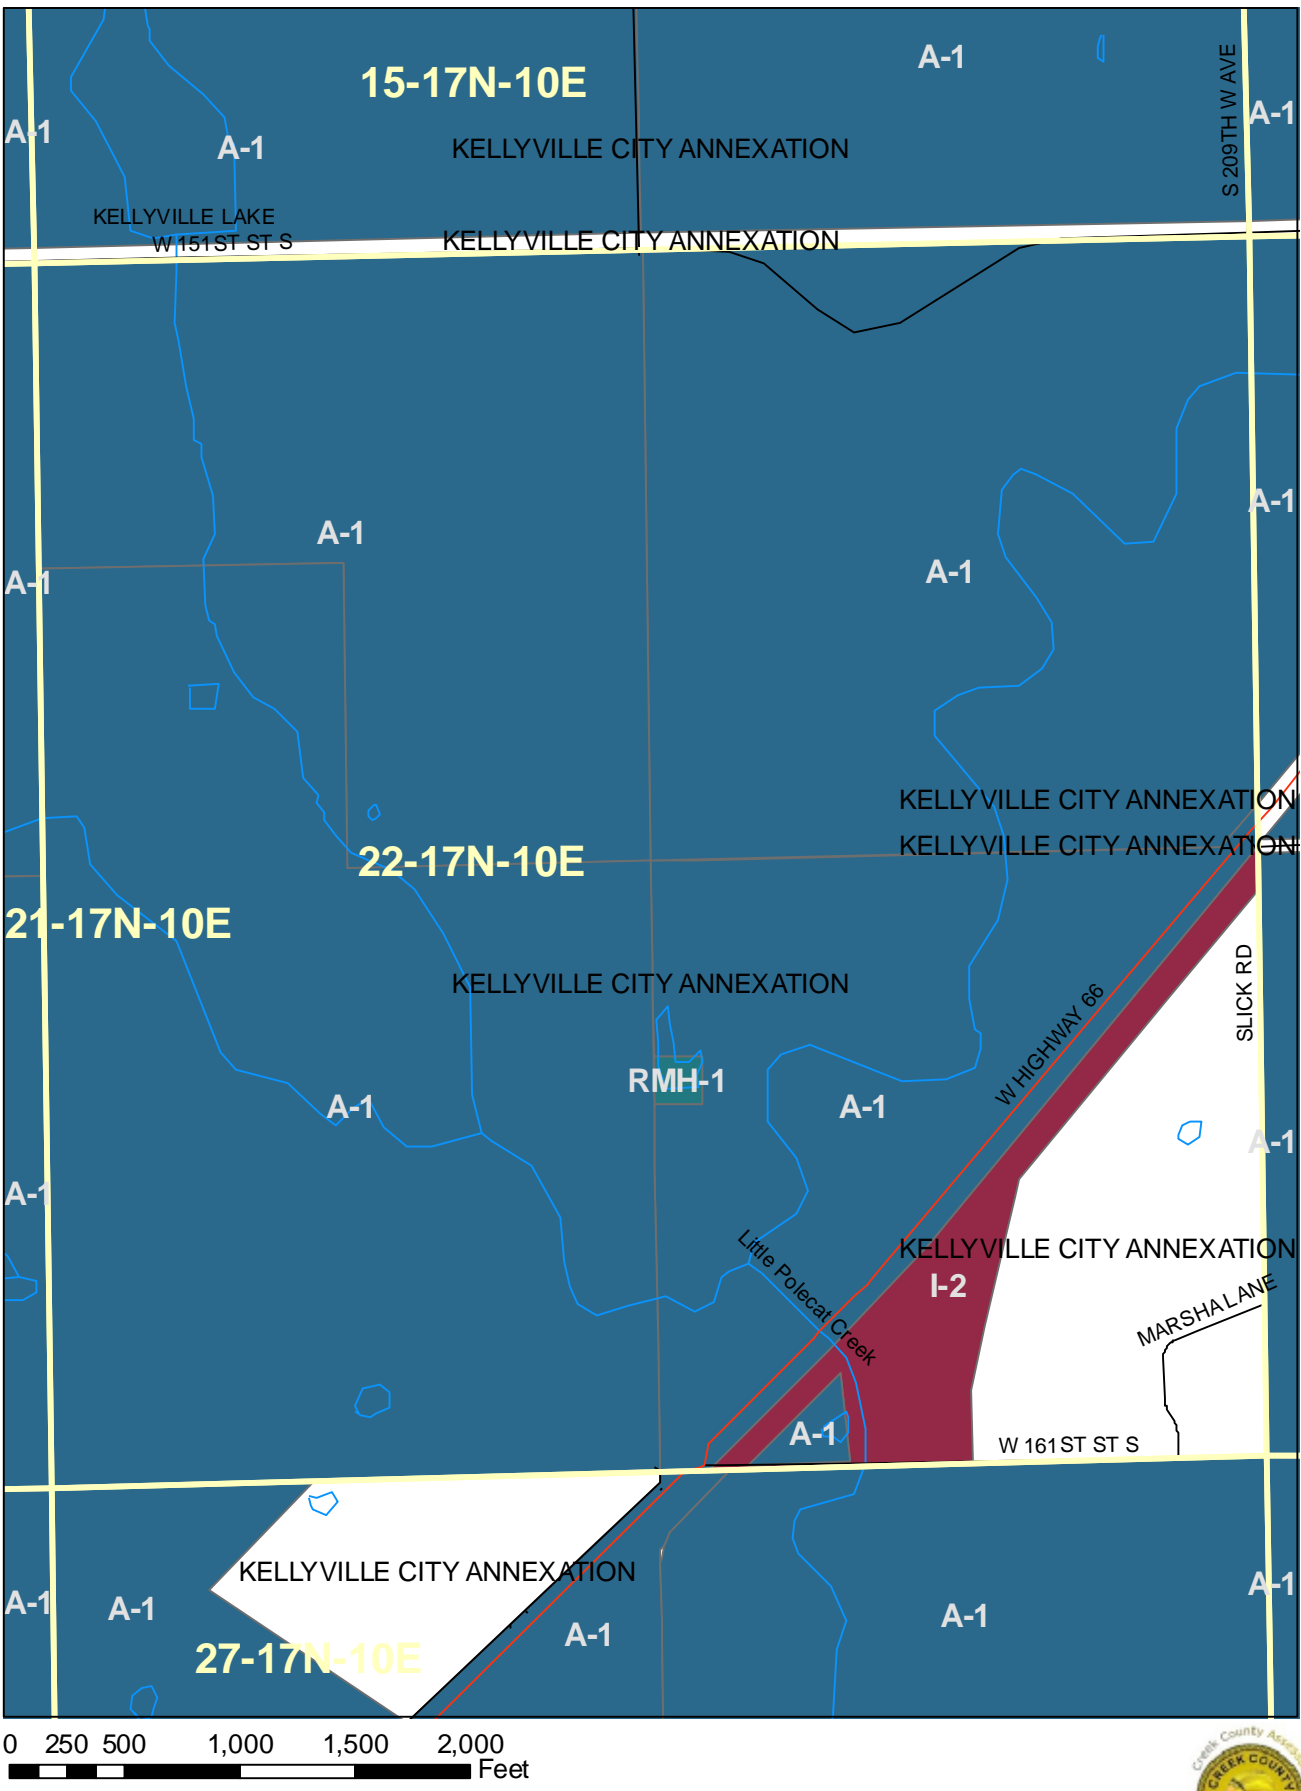 A-1
15-17N-10E
S 209TH W AVE
A-1
A-1
A-1
KELLYVILLE CITY ANNEXATION
KELLYVILLE LAKE
W 151ST ST S
KELLYVILLE CITY ANNEXATION
A-1
A-1
A-1
A-1
KELLYVILLE CITY ANNEXATION
KELLYVILLE CITY ANNEXATION
22-17N-10E
21-17N-10E
KELLYVILLE CITY ANNEXATION
SLICK RD
W HIGHWAY 66
RMH-1
A-1
A-1
A-1
A-1
Little Polecat Creek
KELLYVILLE CITY ANNEXATION
I-2
MARSHA LANE
A-1
W 161ST ST S
KELLYVILLE CITY ANNEXATION
A-1
A-1
A-1
A-1
A-1
27-17N-10E
0 250 500 1,000 1,500 2,000
Feet
Creek County
CREEK COUNTY